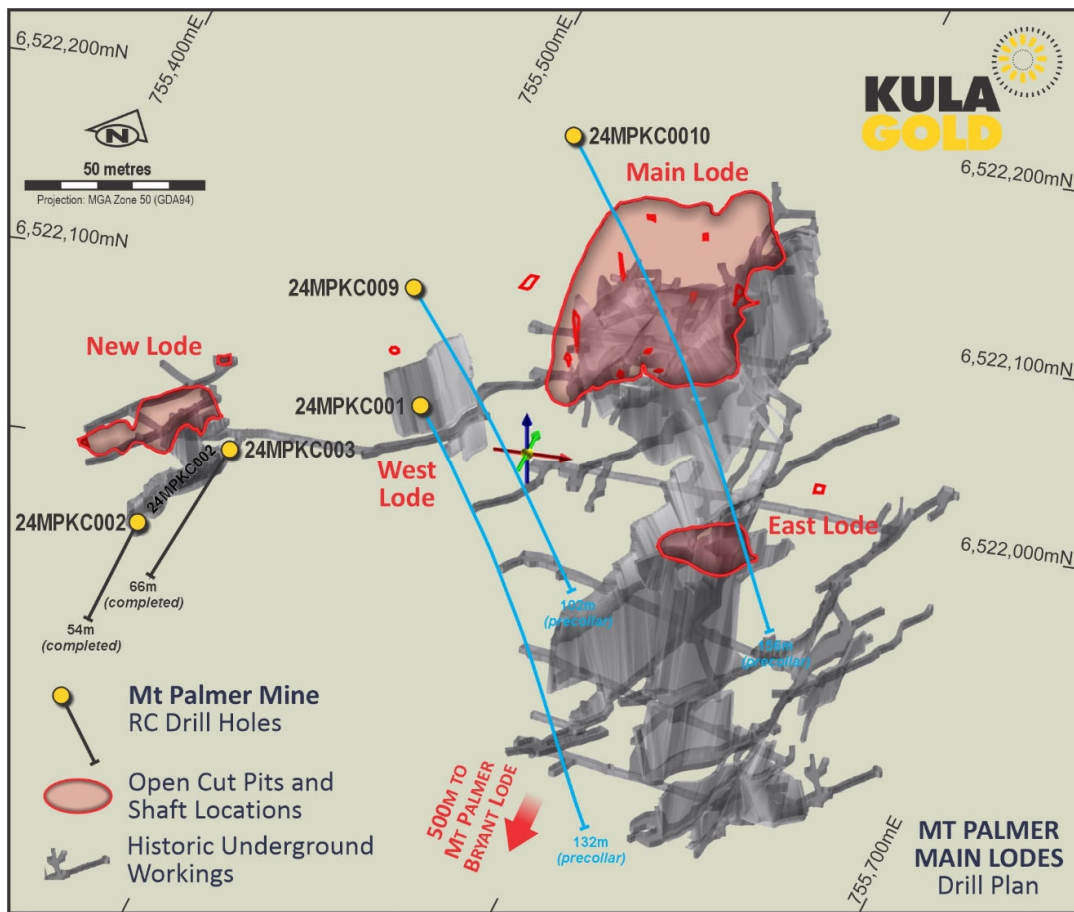 6,522,200mN
755,400mE
755,500mE
KULA
GOLD
N
50 metres
Projection: MGA Zone 50 (GDA94)
24MPKC0010
Main Lode
6,522,200mN
6,522,100mN
24MPKC009
New Lode
24MPKC001
6,522,100mN
24MPKC003
24MPKC002
West
Lode
24MPKC002
East Lode
6,522,000mN
66m
(completed)
54m
(completed)
102m
(precollar)
(precollar)
Mt Palmer Mine
RC Drill Holes
Open Cut Pits and
Shaft Locations
Historic Underground
Workings
500M TO
MT PALMER
BRYANT LODE
132m
(precollar)
755,700mE
MT PALMER
MAIN LODES
Drill Plan